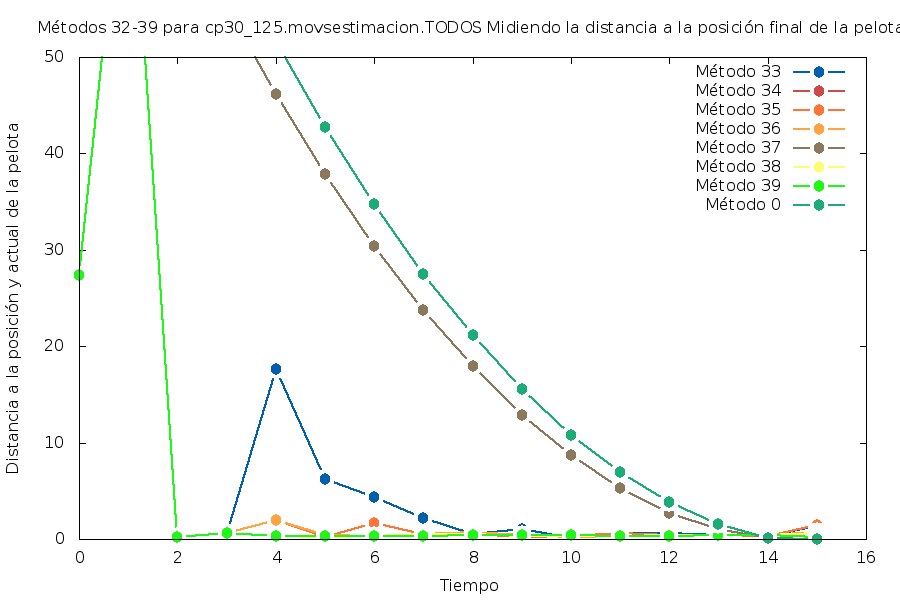 Métodos 32-39 para cp30_125.movsestimacion.TODOS Midiendo la distancia a la posición final de la pelota
Distancia a la posición y actual de la pelota
50
40
30
20
10
0
Método 33
Método 34
Método 35
Método 36
Método 37
Método 38
Método 39
Método 0
0 2 4 6 8 10 12 14 16
Tiempo